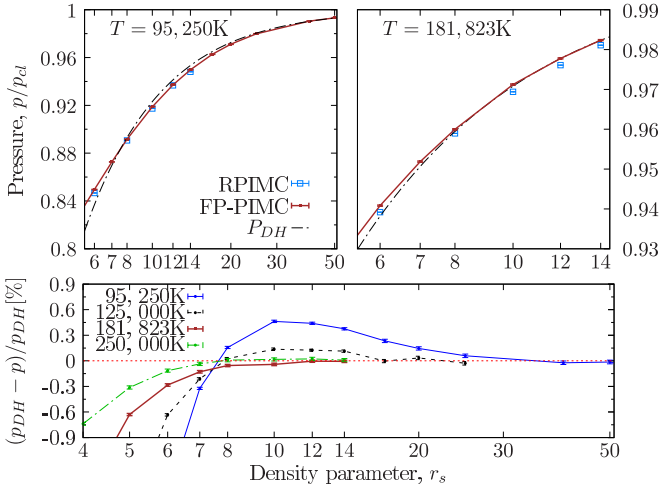 T = 95, 250K
T = 181, 823K
Pressure, p/p_cl
1
0.96
0.92
0.88
0.84
0.8
0.99
0.98
0.97
0.96
0.95
0.94
0.93
RPIMC
FP-PIMC
P_DH
6 7 8 10 12 14 20 30 50
6 7 8 10 12 14
(p_DH − p)/p_DH[%]
0.9
0.6
0.3
0
-0.3
-0.6
-0.9
95, 250K
125, 000K
181, 823K
250, 000K
4 5 6 7 8 10 12 14 20 30 50
Density parameter, r_s